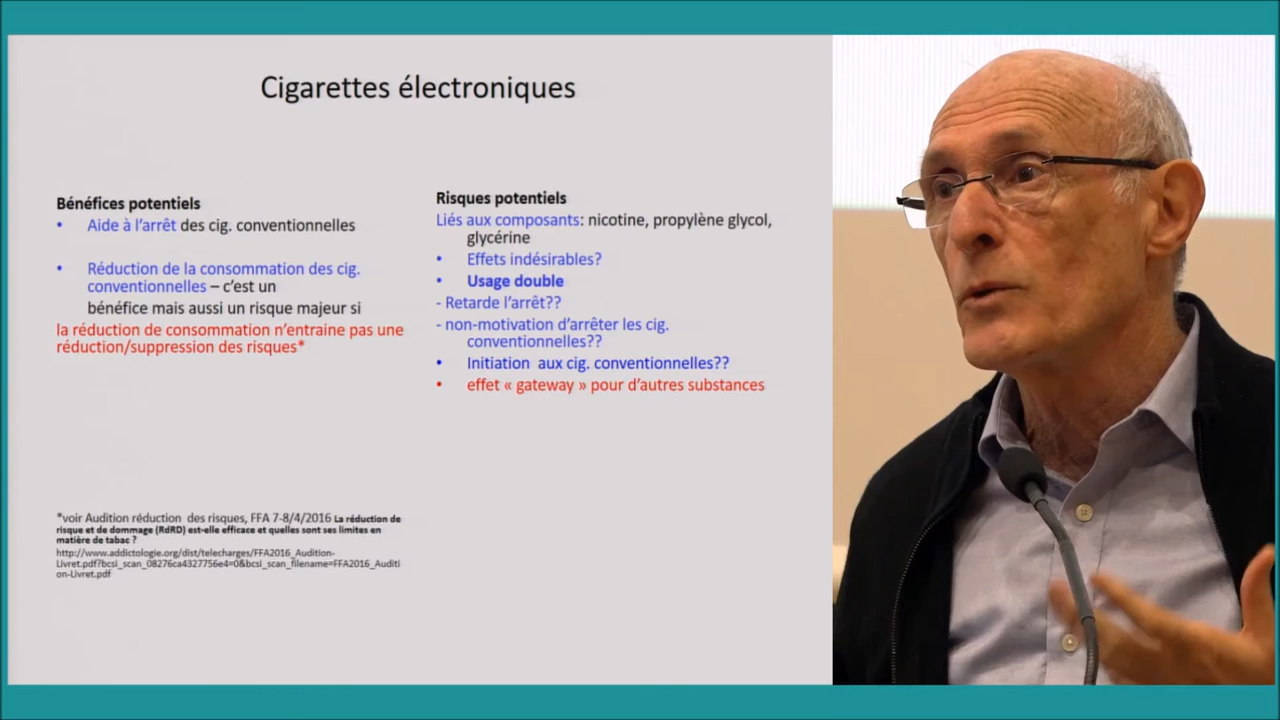 Cigarettes électroniques
Bénéfices potentiels
• Aide à l'arrêt des cig. conventionnelles
• Réduction de la consommation des cig.
conventionnelles – c'est un
bénéfice mais aussi un risque majeur si
la réduction de consommation n'entraine pas une
réduction/suppression des risques*
Risques potentiels
Liés aux composants: nicotine, propylène glycol,
glycérine
• Effets indésirables?
• Usage double
- Retarde l'arrêt??
- non-motivation d'arrêter les cig.
conventionnelles??
• Initiation aux cig. conventionnelles??
• effet « gateway » pour d'autres substances
*voir Audition réduction des risques, FFA 7-8/4/2016 La réduction de
risque et de dommage (RdRD) est-elle efficace et quelles sont ses limites en
matière de tabac ?
http://www.addictologie.org/dist/telecharges/FFA2016_Audition-
Livret.pdf?bcsi_scan_08276ca4327756e4=0&bcsi_scan_filename=FFA2016_Auditi
on-Livret.pdf